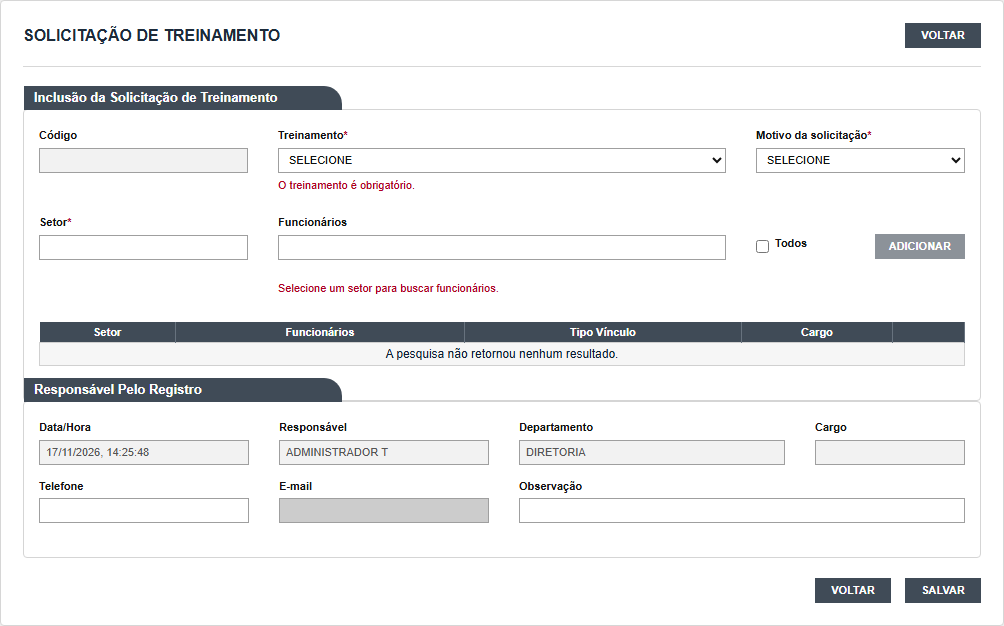 SOLICITAÇÃO DE TREINAMENTO
VOLTAR
Inclusão da Solicitação de Treinamento
Código
Treinamento*
Motivo da solicitação*
SELECIONE
SELECIONE
O treinamento é obrigatório.
Setor*
Funcionários
Todos
ADICIONAR
Selecione um setor para buscar funcionários.
Setor Funcionários Tipo Vínculo Cargo
A pesquisa não retornou nenhum resultado.
Responsável Pelo Registro
Data/Hora Responsável Departamento Cargo
17/11/2026, 14:25:48 ADMINISTRADOR T DIRETORIA
Telefone E-mail Observação
VOLTAR SALVAR